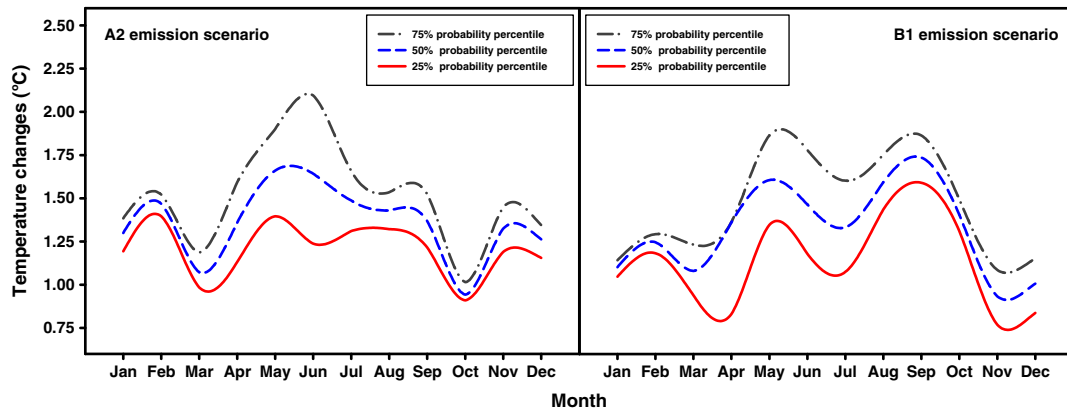 A2 emission scenario
75% probability percentile
50% probability percentile
25% probability percentile
75% probability percentile
50% probability percentile
25% probability percentile
B1 emission scenario
Temperature changes (°C)
2.50
2.25
2.00
1.75
1.50
1.25
1.00
0.75
Jan Feb Mar Apr May Jun Jul Aug Sep Oct Nov Dec
Jan Feb Mar Apr May Jun Jul Aug Sep Oct Nov Dec
Month